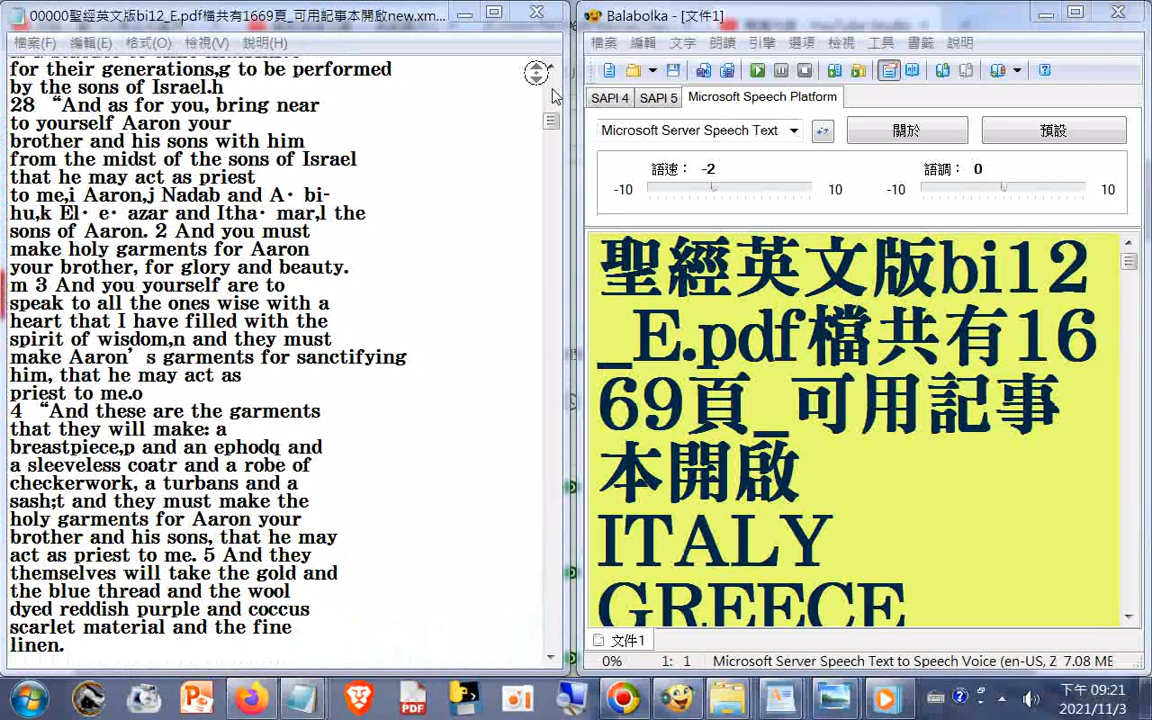 00000聖經英文版bi12_E.pdf檔共有1669頁_可用記事本開啟new.xm...
檔案(F) 編輯(E) 格式(O) 檢視(V) 說明(H)
for their generations,g to be performed
by the sons of Israel.h
28 “And as for you, bring near
to yourself Aaron your
brother and his sons with him
from the midst of the sons of Israel
that he may act as priest
to me,i Aaron,j Nadab and A· bi-
hu,k El· e· azar and Itha· mar,l the
sons of Aaron. 2 And you must
make holy garments for Aaron
your brother, for glory and beauty.
m 3 And you yourself are to
speak to all the ones wise with a
heart that I have filled with the
spirit of wisdom,n and they must
make Aaron’s garments for sanctifying
him, that he may act as
priest to me.o
4 “And these are the garments
that they will make: a
breastpiece,p and an ephodq and
a sleeveless coatr and a robe of
checkerwork, a turbans and a
sash;t and they must make the
holy garments for Aaron your
brother and his sons, that he may
act as priest to me. 5 And they
themselves will take the gold and
the blue thread and the wool
dyed reddish purple and coccus
scarlet material and the fine
linen.
Balabolka - [文件1]
檔案 編輯 文字 朗讀 引擎 選項 檢視 工具 書籤 說明
SAPI 4 SAPI 5 Microsoft Speech Platform
Microsoft Server Speech Text 關於 預設
語速: -2 語調: 0
-10 10 -10 10
聖經英文版bi12
_E.pdf檔共有16
69頁_可用記事
本開啟
ITALY
GREECE
文件1
0% 1: 1 Microsoft Server Speech Text to Speech Voice (en-US, Z 7.08 ME
下午 09:21
2021/11/3